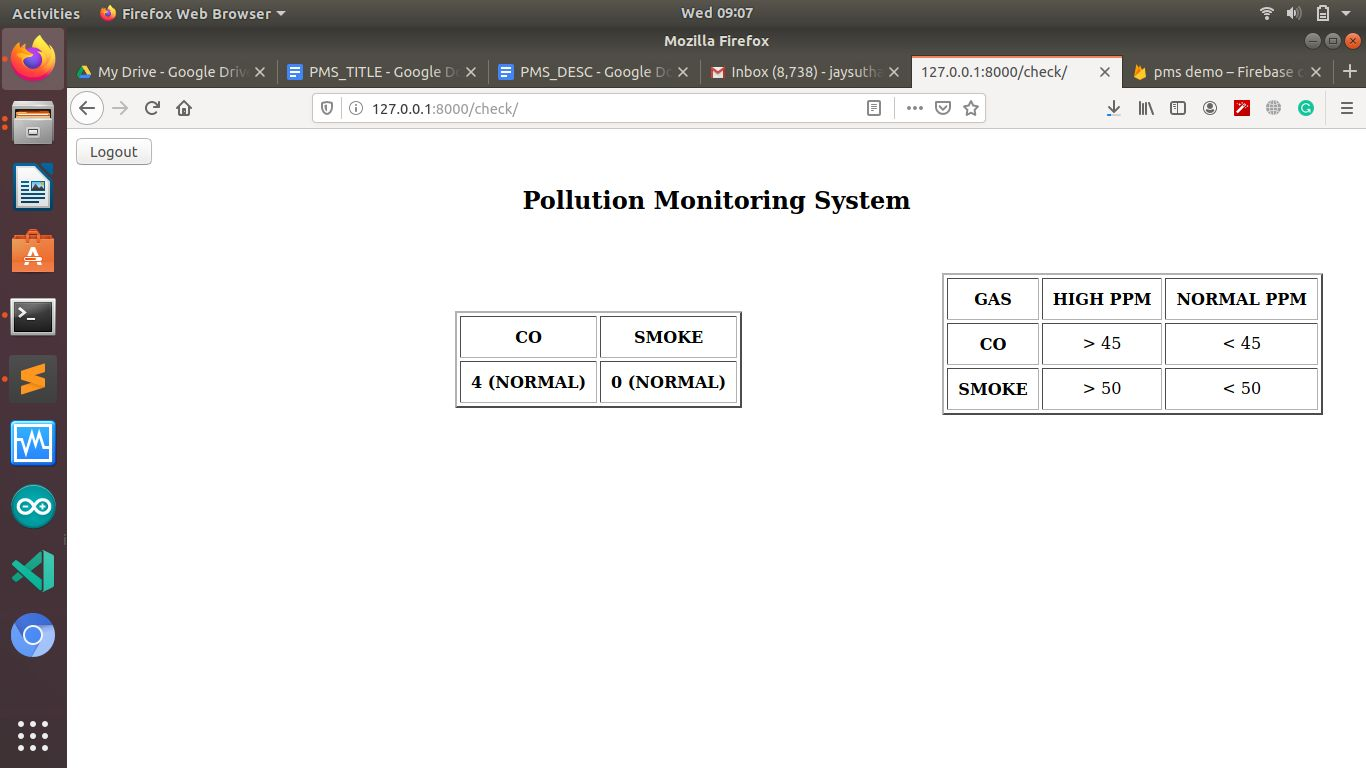 Activities Firefox Web Browser Wed 09:07
Mozilla Firefox
My Drive - Google Driv PMS_TITLE - Google Do PMS_DESC - Google Do Inbox (8,738) - jaysutha 127.0.0.1:8000/check/ pms demo – Firebase c
127.0.0.1:8000/check/
Logout
Pollution Monitoring System
GAS HIGH PPM NORMAL PPM
CO > 45 < 45
SMOKE > 50 < 50
CO SMOKE
4 (NORMAL) 0 (NORMAL)